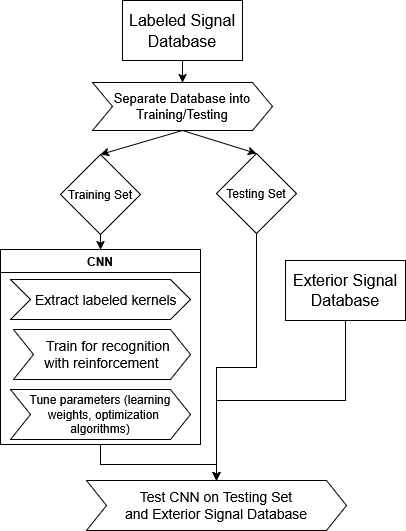 Labeled Signal
Database
Separate Database into
Training/Testing
Training Set
Testing Set
CNN
Extract labeled kernels
Train for recognition
with reinforcement
Tune parameters (learning
weights, optimization
algorithms)
Exterior Signal
Database
Test CNN on Testing Set
and Exterior Signal Database